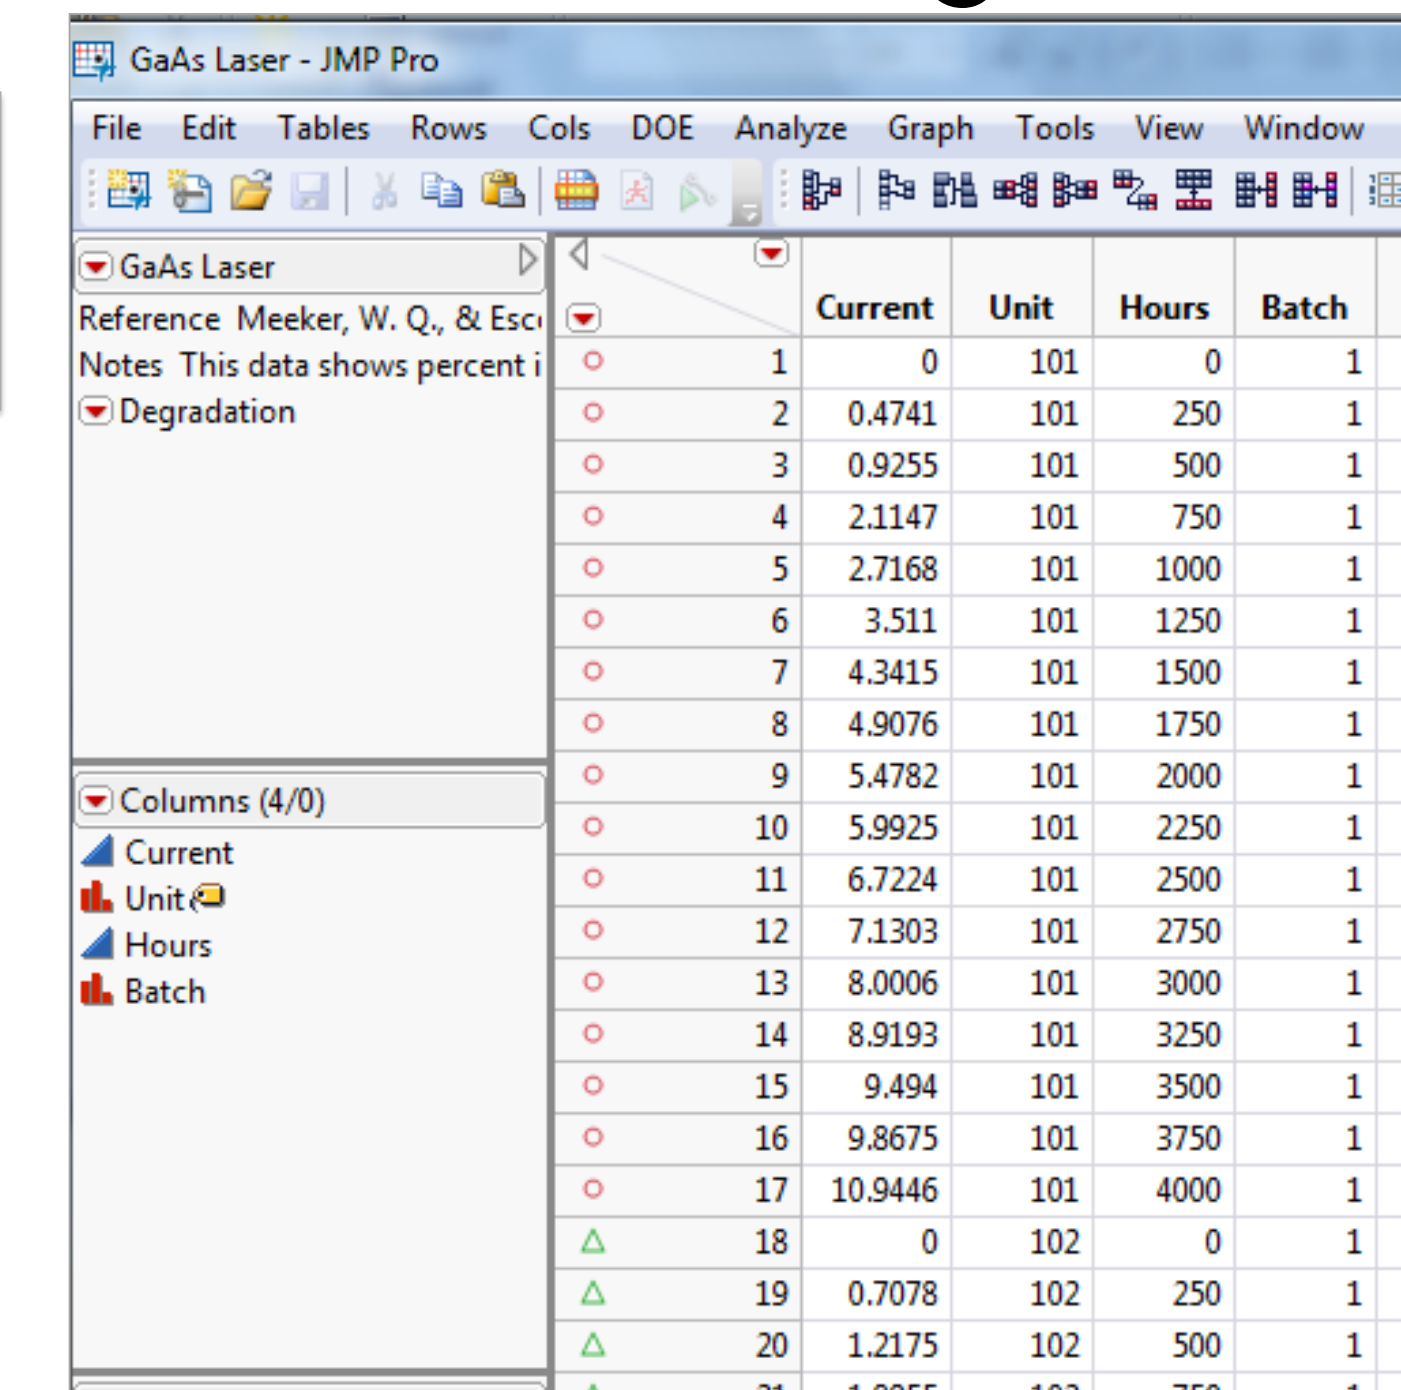 GaAs Laser - JMP Pro
File Edit Tables Rows Cols DOE Analyze Graph Tools View Window
GaAs Laser
Reference Meeker, W. Q., &
Notes This data shows percent
Degradation
Columns (4/0)
Current
Unit
Hours
Batch
Current Unit Hours Batch
1 0 101 0 1
2 0.4741 101 250 1
3 0.9255 101 500 1
4 2.1147 101 750 1
5 2.7168 101 1000 1
6 3.511 101 1250 1
7 4.3415 101 1500 1
8 4.9076 101 1750 1
9 5.4782 101 2000 1
10 5.9925 101 2250 1
11 6.7224 101 2500 1
12 7.1303 101 2750 1
13 8.0006 101 3000 1
14 8.9193 101 3250 1
15 9.494 101 3500 1
16 9.8675 101 3750 1
17 10.9446 101 4000 1
18 0 102 0 1
19 0.7078 102 250 1
20 1.2175 102 500 1